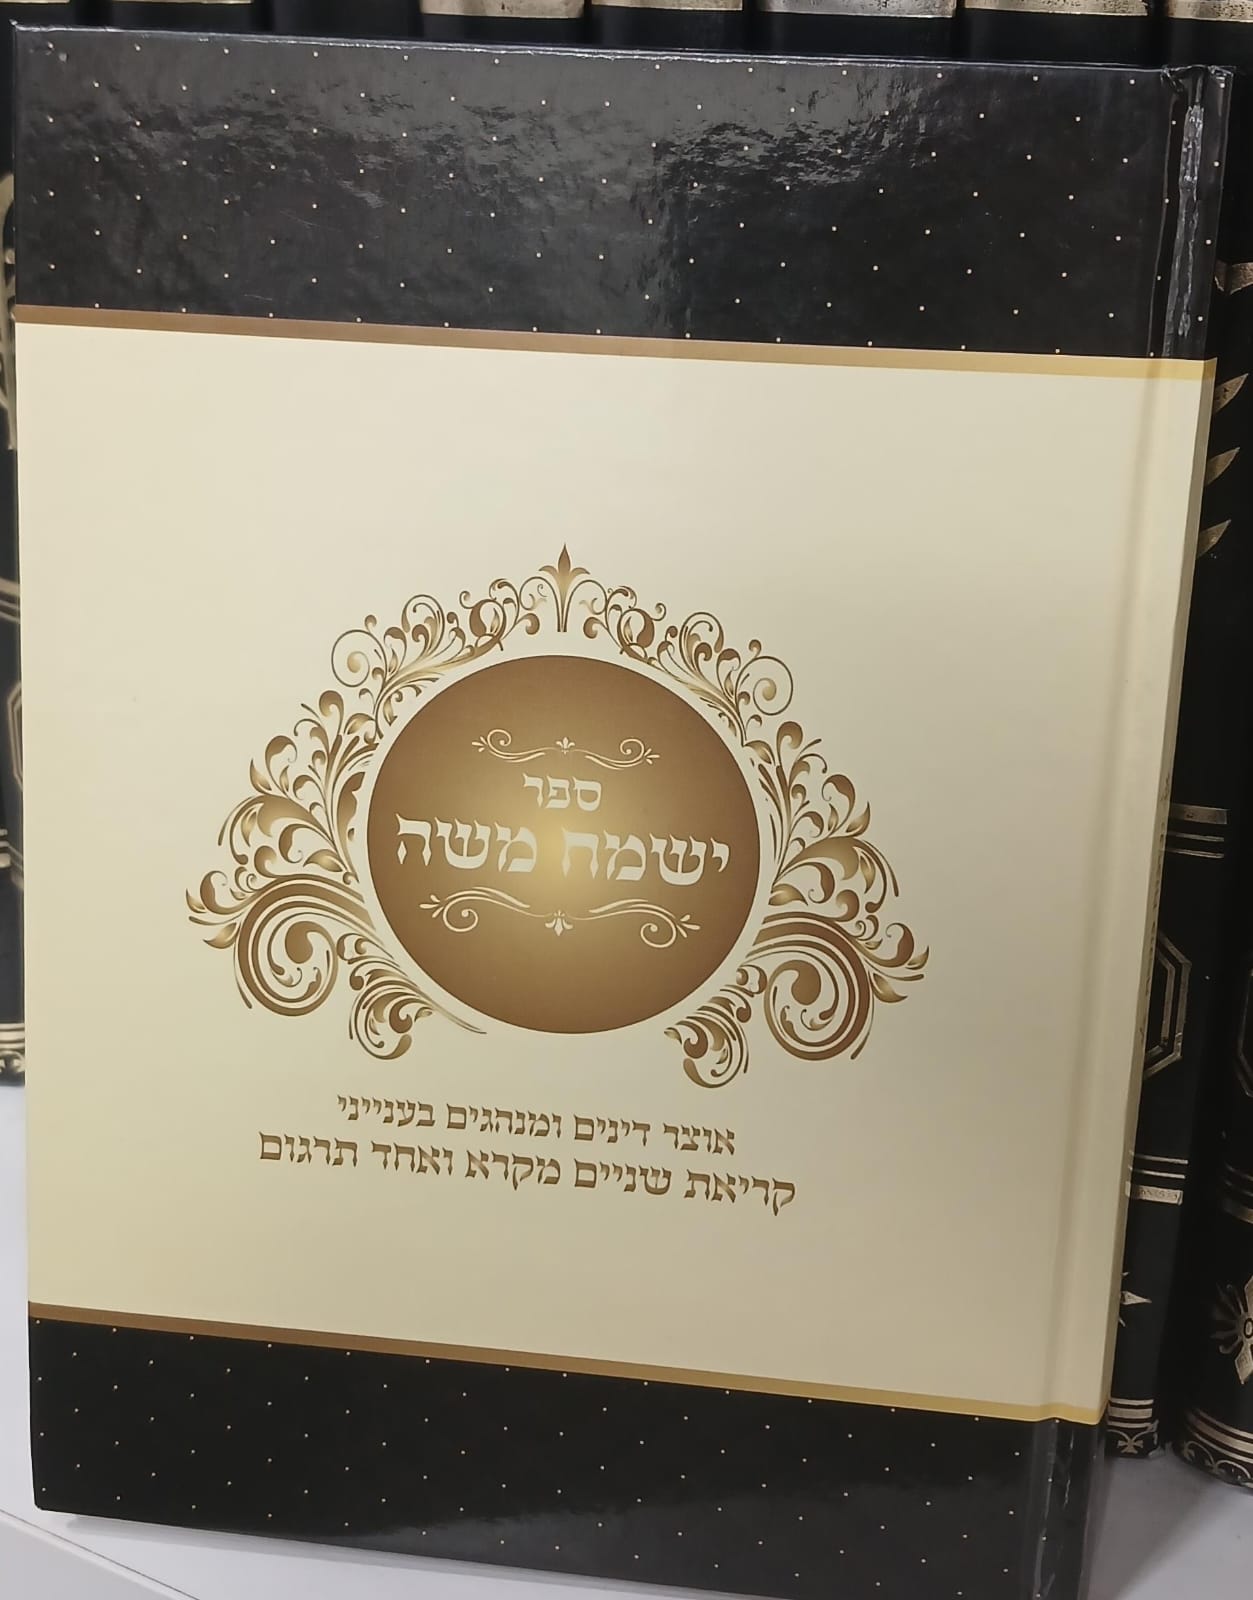 ספר
ישמח משה
אוצר דינים ומנהגים בענייני
קריאת שניים מקרא ואחד תרגום